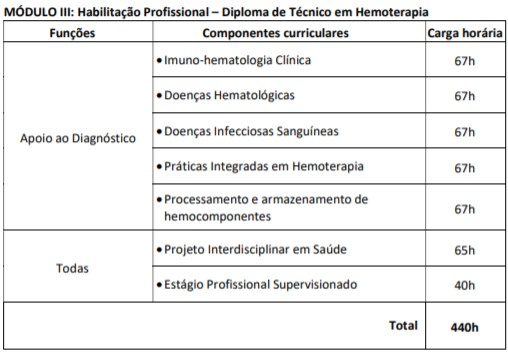 MÓDULO III: Habilitação Profissional – Diploma de Técnico em Hemoterapia
Funções Componentes curriculares Carga horária
Apoio ao Diagnóstico
• Imuno-hematologia Clínica 67h
• Doenças Hematológicas 67h
• Doenças Infecciosas Sanguíneas 67h
• Práticas Integradas em Hemoterapia 67h
• Processamento e armazenamento de
hemocomponentes 67h
Todas
• Projeto Interdisciplinar em Saúde 65h
• Estágio Profissional Supervisionado 40h
Total 440h